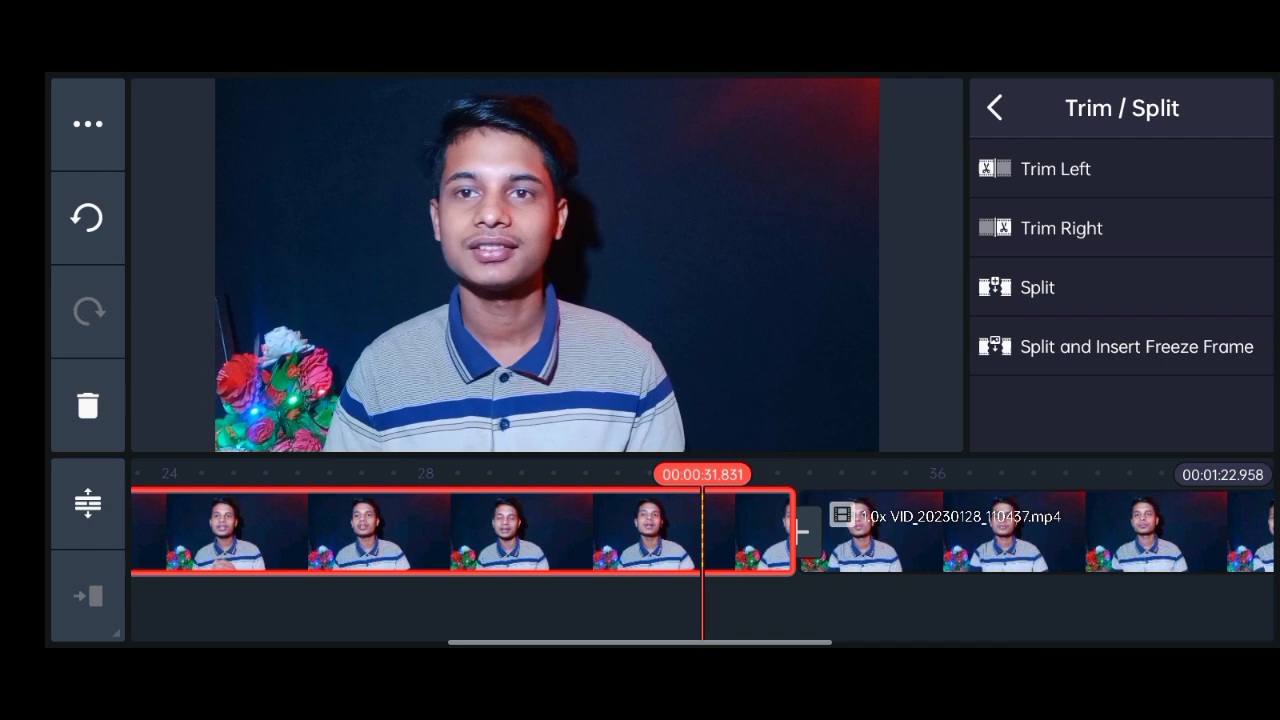 Trim / Split
Trim Left
Trim Right
Split
Split and Insert Freeze Frame
24
28
00:00:31.831
36
00:01:22.958
1.0x VID_20230128_110437.mp4